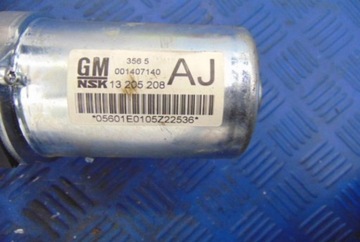 GM 356 5 AJ
001407140
NSK 13 205 208
*05601E0105Z22536*